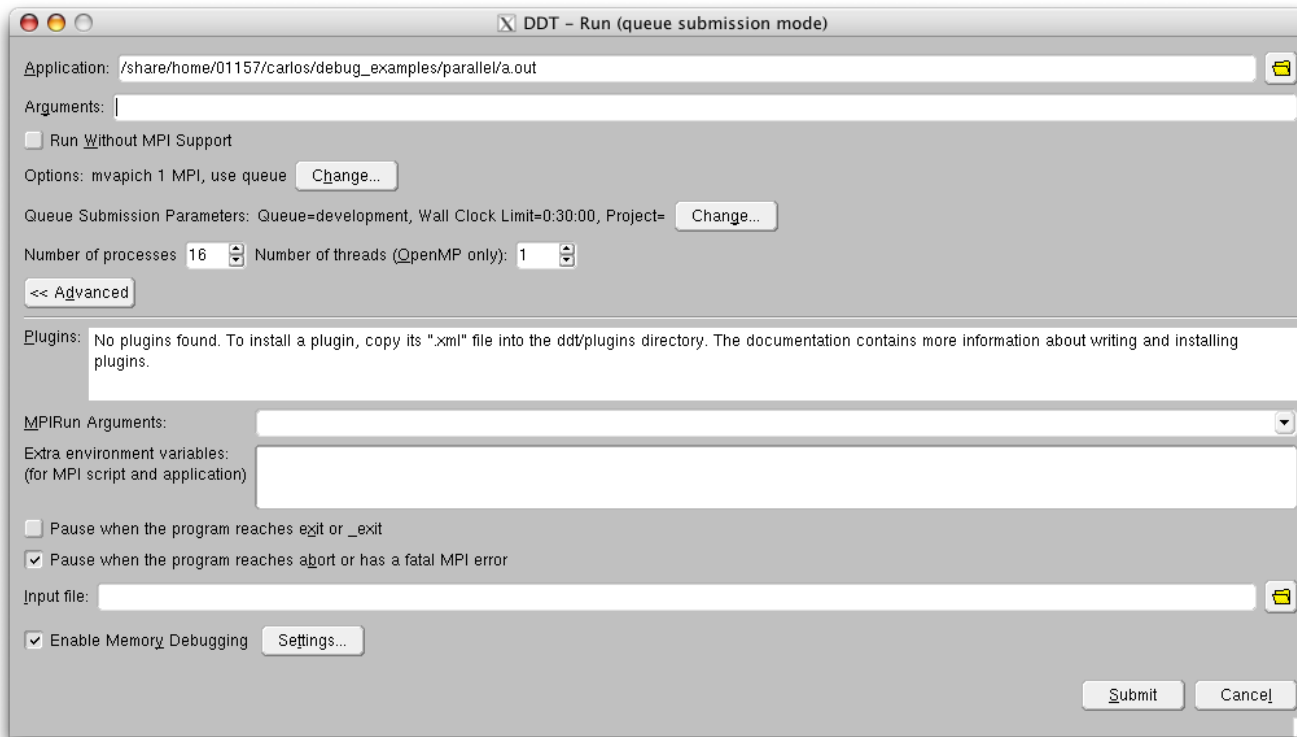 DDT - Run (queue submission mode)
Application: /share/home/01157/carlos/debug_examples/parallel/a.out
Arguments:
Run Without MPI Support
Options: mvapich 1 MPI, use queue Change...
Queue Submission Parameters: Queue=development, Wall Clock Limit=0:30:00, Project= Change...
Number of processes 16 Number of threads (OpenMP only): 1
<< Advanced
Plugins: No plugins found. To install a plugin, copy its ".xml" file into the ddt/plugins directory. The documentation contains more information about writing and installing
plugins.
MPIRun Arguments:
Extra environment variables:
(for MPI script and application)
Pause when the program reaches exit or _exit
Pause when the program reaches abort or has a fatal MPI error
Input file:
Enable Memory Debugging Settings...
Submit Cancel